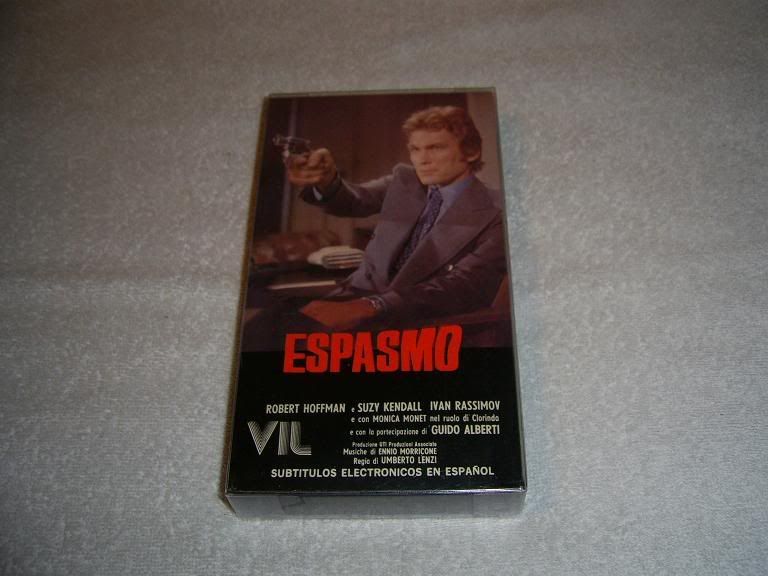 ESPASMO
ROBERT HOFFMAN e SUZY KENDALL IVAN RASSIMOV
e con MONICA MONET nel ruolo di Clorinda
e con la partecipazione di GUIDO ALBERTI
VIL
Produzione UTI Produzioni Associate
Musiche di ENNIO MORRICONE
Regia di UMBERTO LENZI
SUBTITULOS ELECTRONICOS EN ESPAÑOL